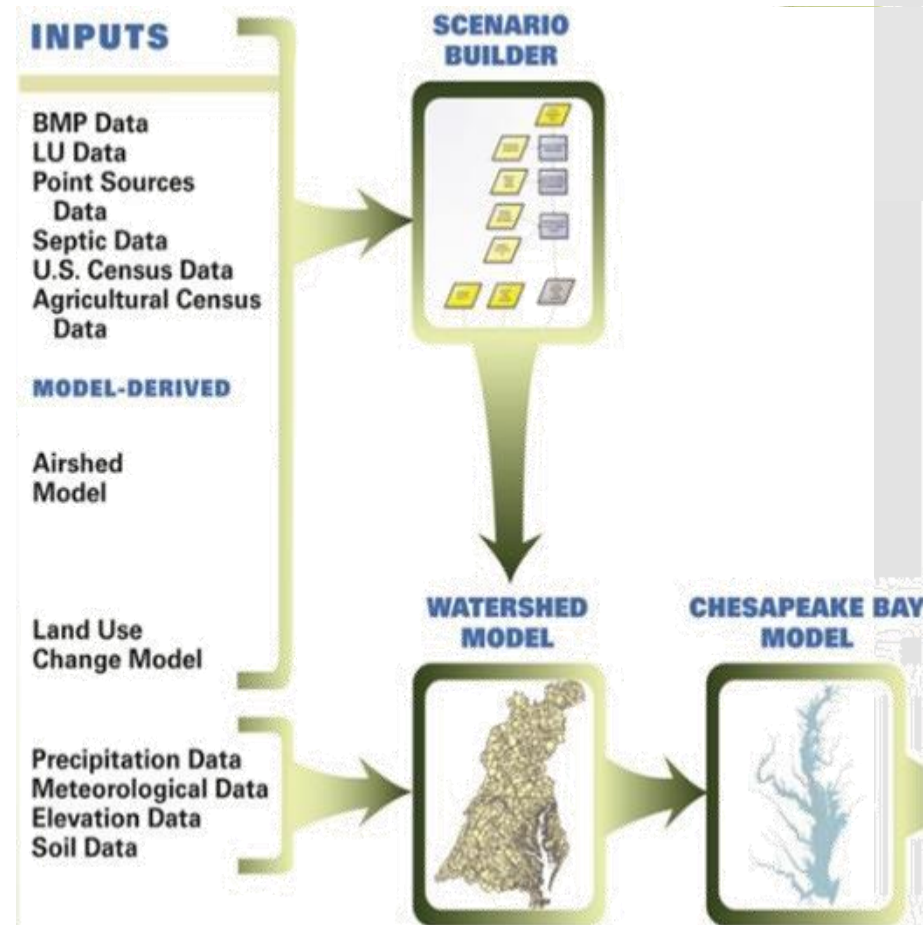 INPUTS
BMP Data
LU Data
Point Sources
Data
Septic Data
U.S. Census Data
Agricultural Census
Data
MODEL-DERIVED
Airshed
Model
Land Use
Change Model
Precipitation Data
Meteorological Data
Elevation Data
Soil Data
SCENARIO
BUILDER
WATERSHED
MODEL
CHESAPEAKE BAY
MODEL